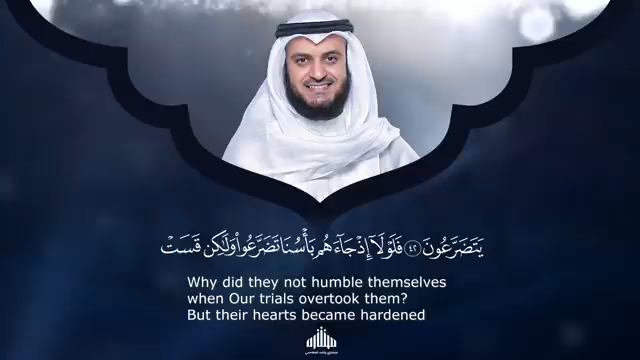 يَتَضَرَّعُونَ ﴿٤٢﴾ فَلَوْلَآ إِذْ جَآءَهُم بَأْسُنَا تَضَرَّعُوا۟ وَلَـٰكِن قَسَتْ
Why did they not humble themselves
when Our trials overtook them?
But their hearts became hardened